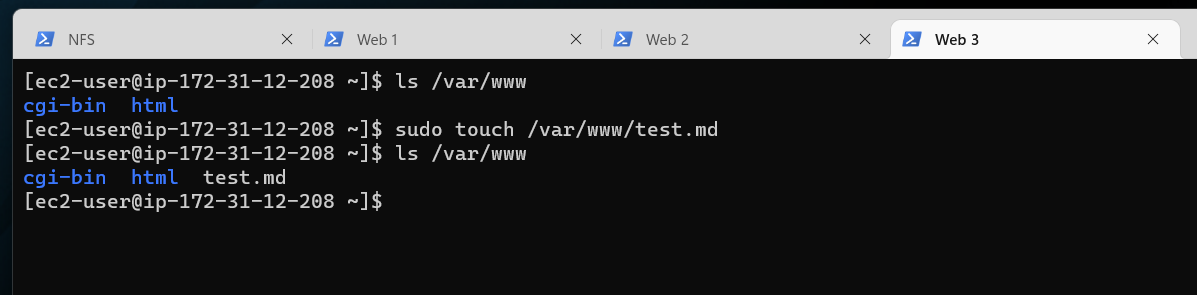 NFS
Web 1
Web 2
Web 3
[ec2-user@ip-172-31-12-208 ~]$ ls /var/www
cgi-bin  html
[ec2-user@ip-172-31-12-208 ~]$ sudo touch /var/www/test.md
[ec2-user@ip-172-31-12-208 ~]$ ls /var/www
cgi-bin  html  test.md
[ec2-user@ip-172-31-12-208 ~]$